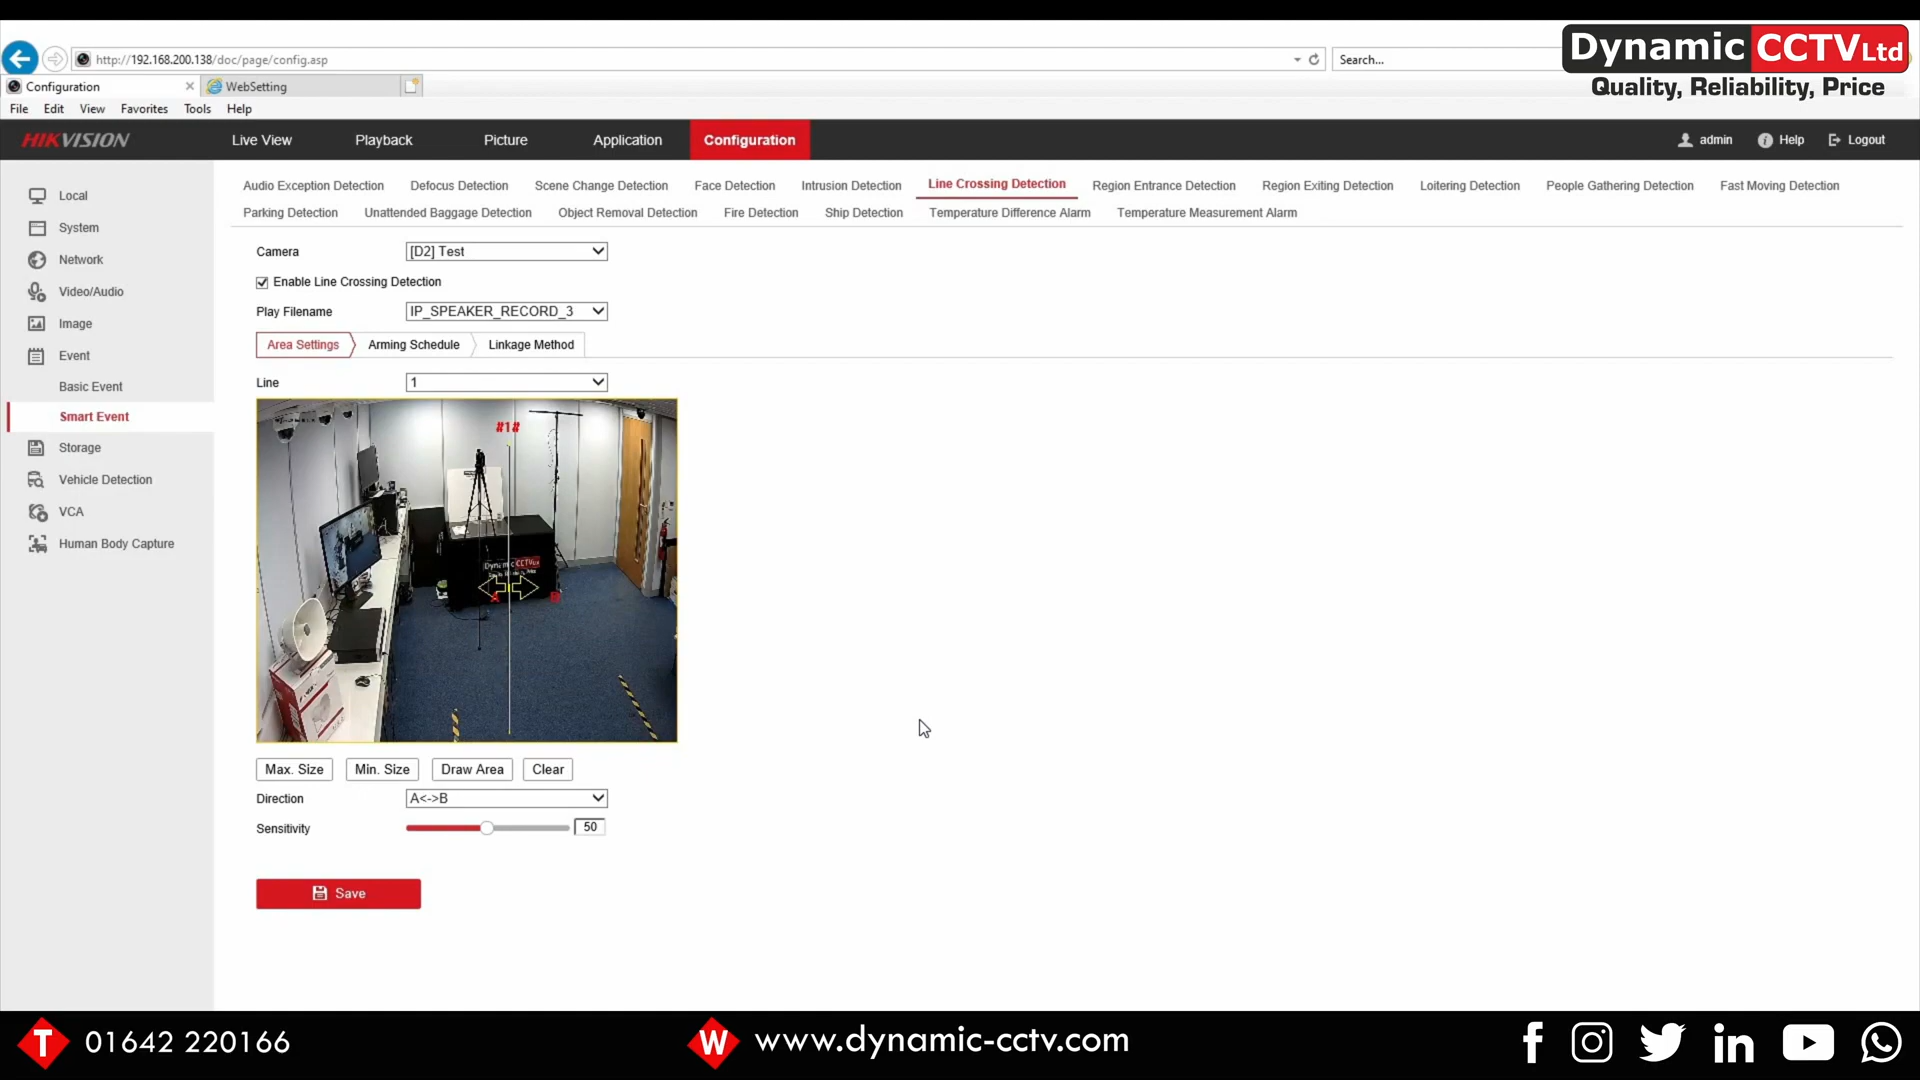 Dynamic CCTV Ltd
Quality, Reliability, Price
http://192.168.200.138/doc/page/config.asp
Search...
Configuration
WebSetting
File Edit View Favorites Tools Help
HIKVISION
Live View Playback Picture Application Configuration
admin Help Logout
Local
System
Network
Video/Audio
Image
Event
Basic Event
Smart Event
Storage
Vehicle Detection
VCA
Human Body Capture
Audio Exception Detection Defocus Detection Scene Change Detection Face Detection Intrusion Detection Line Crossing Detection Region Entrance Detection Region Exiting Detection Loitering Detection People Gathering Detection Fast Moving Detection
Parking Detection Unattended Baggage Detection Object Removal Detection Fire Detection Ship Detection Temperature Difference Alarm Temperature Measurement Alarm
Camera [D2] Test
Enable Line Crossing Detection
Play Filename IP_SPEAKER_RECORD_3
Area Settings Arming Schedule Linkage Method
Line 1
#1#
Dynamic CCTV
A B
Max. Size Min. Size Draw Area Clear
Direction A<->B
Sensitivity 50
Save
T 01642 220166
W www.dynamic-cctv.com